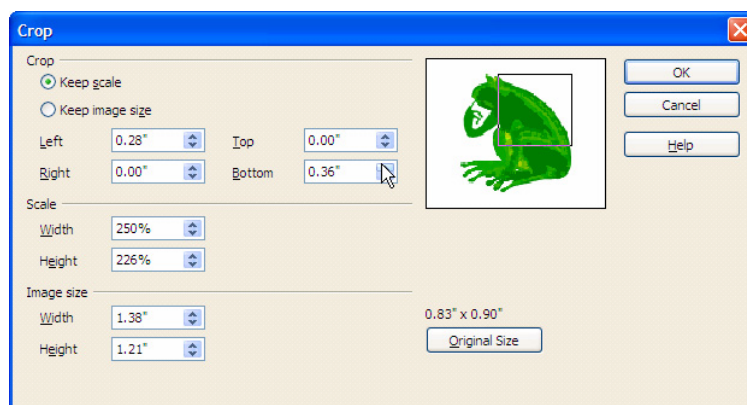 Crop
Crop
Keep scale
Keep image size
Left 0.28" Top 0.00"
Right 0.00" Bottom 0.36"
Scale
Width 250%
Height 226%
Image size
Width 1.38"
Height 1.21"
0.83" x 0.90"
Original Size
OK
Cancel
Help